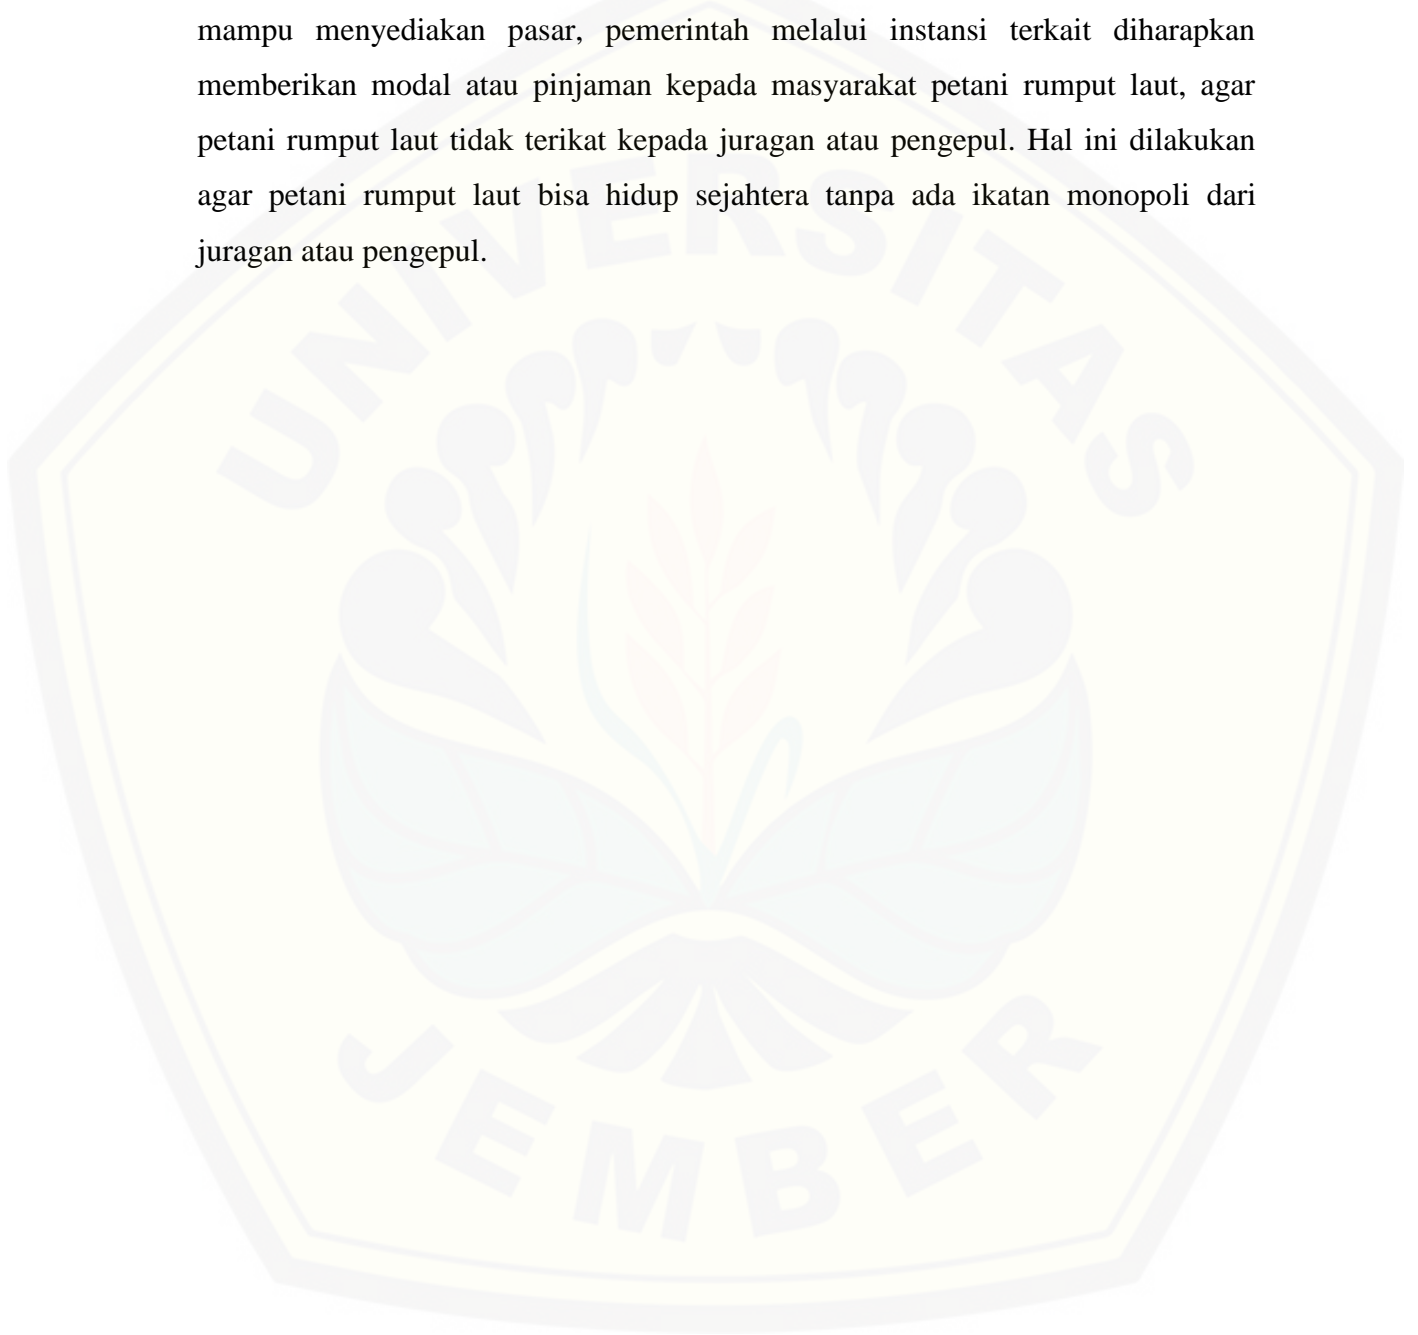 mampu menyediakan pasar, pemerintah melalui instansi terkait diharapkan
memberikan modal atau pinjaman kepada masyarakat petani rumput laut, agar
petani rumput laut tidak terikat kepada juragan atau pengepul. Hal ini dilakukan
agar petani rumput laut bisa hidup sejahtera tanpa ada ikatan monopoli dari
juragan atau pengepul.
UNIVERSITAS
JEMBER